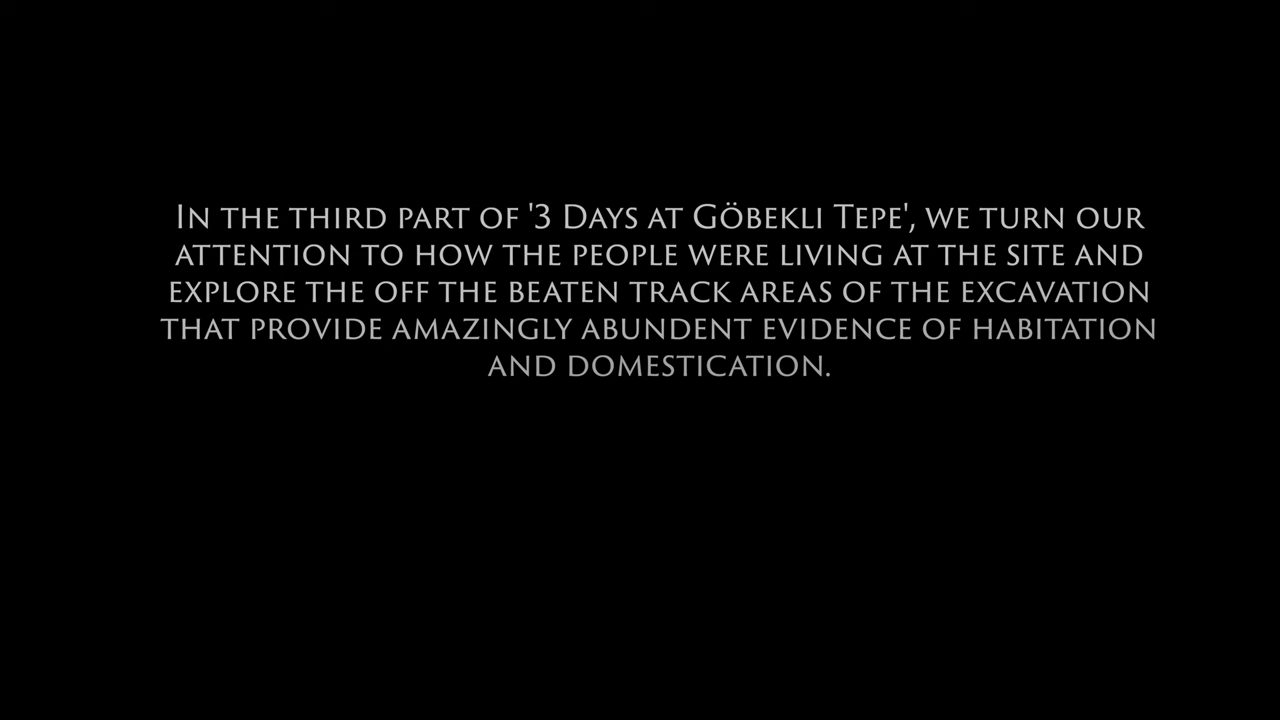 In the third part of '3 Days at Göbekli Tepe', we turn our
attention to how the people were living at the site and
explore the off the beaten track areas of the excavation
that provide amazingly abundent evidence of habitation
and domestication.